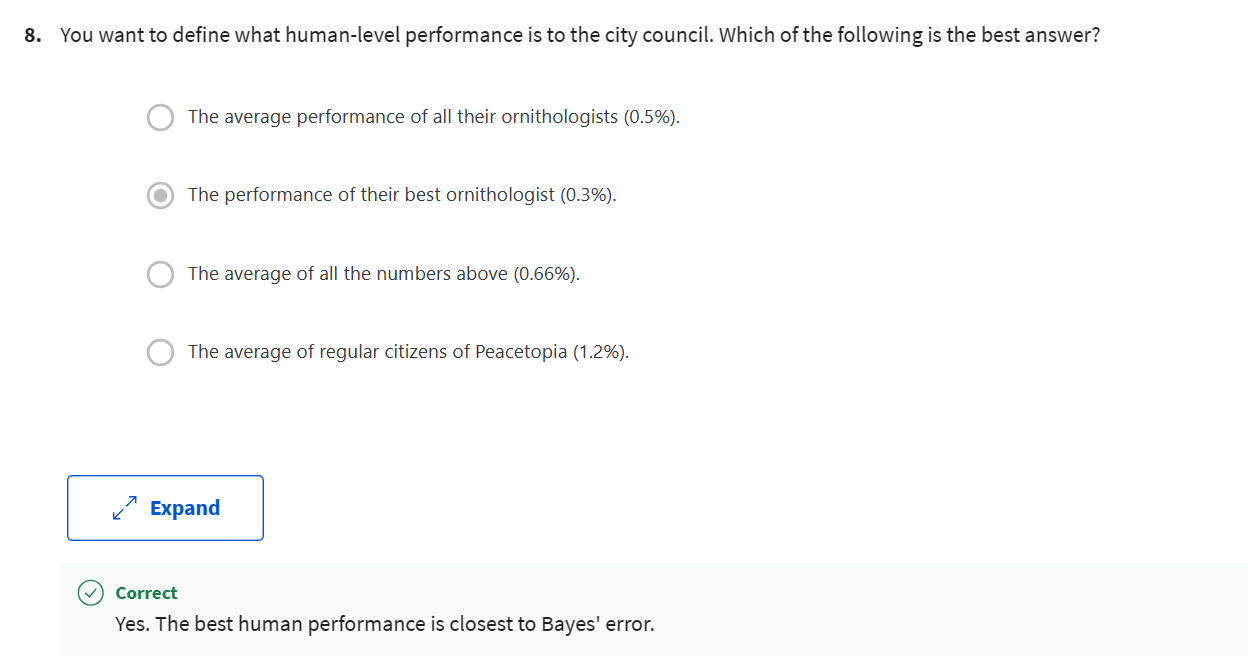 8. You want to define what human-level performance is to the city council. Which of the following is the best answer?
The average performance of all their ornithologists (0.5%).
The performance of their best ornithologist (0.3%).
The average of all the numbers above (0.66%).
The average of regular citizens of Peacetopia (1.2%).
Expand
Correct
Yes. The best human performance is closest to Bayes' error.